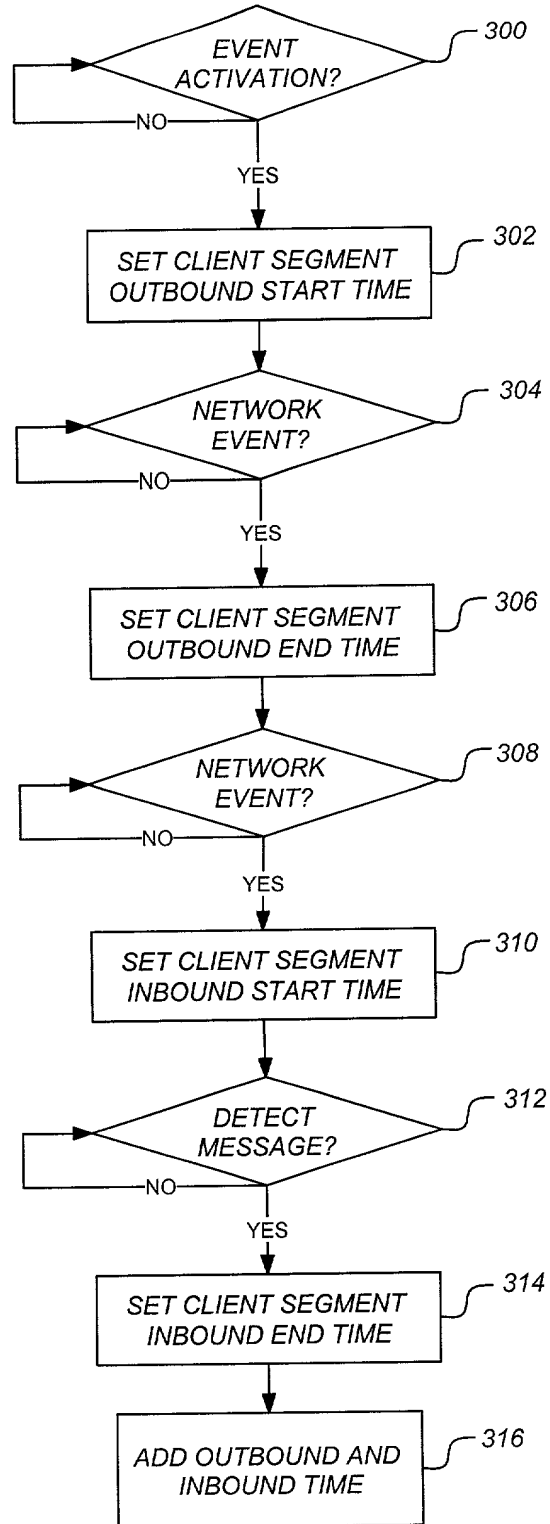 EVENT
ACTIVATION?
300
NO
YES
SET CLIENT SEGMENT
OUTBOUND START TIME
302
NETWORK
EVENT?
304
NO
YES
SET CLIENT SEGMENT
OUTBOUND END TIME
306
NETWORK
EVENT?
308
NO
YES
SET CLIENT SEGMENT
INBOUND START TIME
310
DETECT
MESSAGE?
312
NO
YES
SET CLIENT SEGMENT
INBOUND END TIME
314
ADD OUTBOUND AND
INBOUND TIME
316